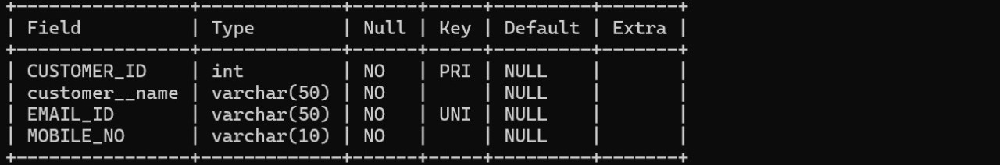 +----------------+-------------+------+-----+---------+-------+
| Field          | Type        | Null | Key | Default | Extra |
+----------------+-------------+------+-----+---------+-------+
| CUSTOMER_ID    | int         | NO   | PRI | NULL    |       |
| customer__name | varchar(50) | NO   |     | NULL    |       |
| EMAIL_ID       | varchar(50) | NO   | UNI | NULL    |       |
| MOBILE_NO      | varchar(10) | NO   |     | NULL    |       |
+----------------+-------------+------+-----+---------+-------+